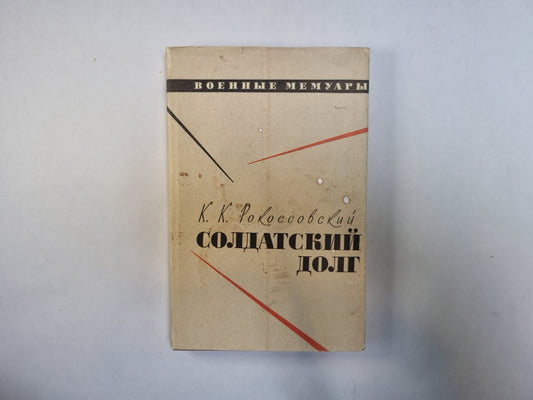 ВОЕННЫЕ МЕМУАРЫ
К. К. Рокоссовский
СОЛДАТСКИЙ
ДОЛГ